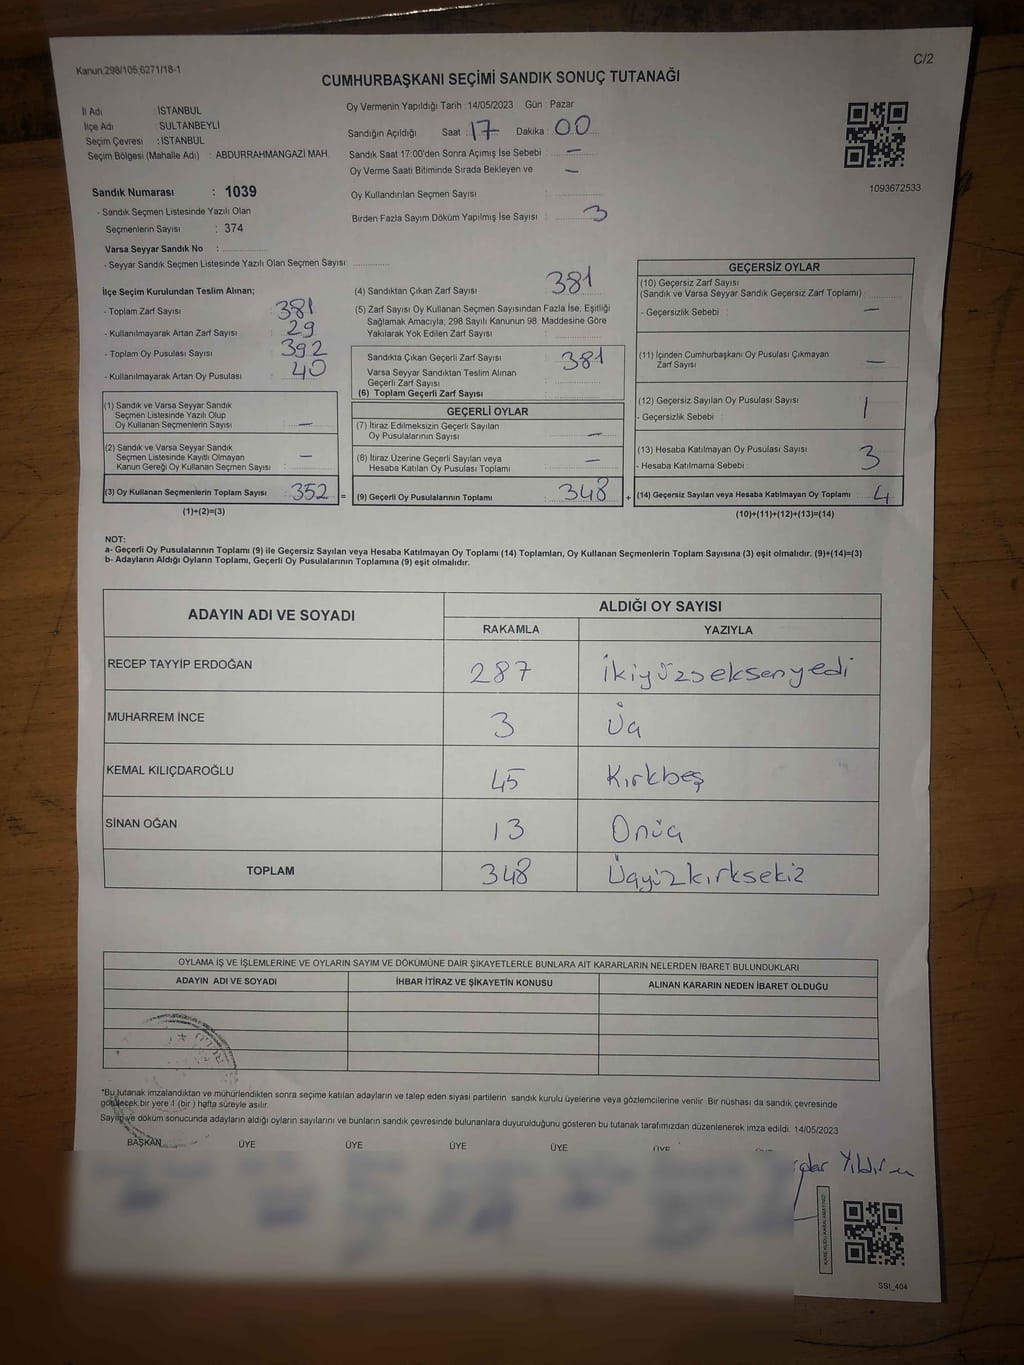 Kanun,298/105,6271/18-1
C/2
CUMHURBAŞKANI SEÇİMİ SANDIK SONUÇ TUTANAĞI
İl Adı : İSTANBUL
İlçe Adı : SULTANBEYLİ
Seçim Çevresi : İSTANBUL
Seçim Bölgesi (Mahalle Adı) : ABDURRAHMANGAZİ MAH.
Oy Vermenin Yapıldığı Tarih : 14/05/2023 Gün : Pazar
Sandığın Açıldığı Saat : 17 Dakika : 00
Sandık Saat 17:00'den Sonra Açımış İse Sebebi : —
Oy Verme Saati Bitiminde Sırada Bekleyen ve —
Oy Kullandırılan Seçmen Sayısı :
Birden Fazla Sayım Döküm Yapılmış İse Sayısı : 3
1093672533
Sandık Numarası : 1039
- Sandık Seçmen Listesinde Yazılı Olan
Seçmenlerin Sayısı : 374
Varsa Seyyar Sandık No :
- Seyyar Sandık Seçmen Listesinde Yazılı Olan Seçmen Sayısı:
İlçe Seçim Kurulundan Teslim Alınan;
- Toplam Zarf Sayısı : 381
- Kullanılmayarak Artan Zarf Sayısı : 29
- Toplam Oy Pusulası Sayısı : 392
- Kullanılmayarak Artan Oy Pusulası : 40
(1) Sandık ve Varsa Seyyar Sandık
Seçmen Listesinde Yazılı Olup
Oy Kullanan Seçmenlerin Sayısı : —
(2) Sandık ve Varsa Seyyar Sandık
Seçmen Listesinde Kayıtlı Olmayan
Kanun Gereği Oy Kullanan Seçmen Sayısı : —
(3) Oy Kullanan Seçmenlerin Toplam Sayısı : 352 =
(1)+(2)=(3)
(4) Sandıktan Çıkan Zarf Sayısı : 381
(5) Zarf Sayısı Oy Kullanan Seçmen Sayısından Fazla İse, Eşitliği
Sağlamak Amacıyla; 298 Sayılı Kanunun 98. Maddesine Göre
Yakılarak Yok Edilen Zarf Sayısı :
Sandıkta Çıkan Geçerli Zarf Sayısı : 381
Varsa Seyyar Sandıktan Teslim Alınan
Geçerli Zarf Sayısı :
(6) Toplam Geçerli Zarf Sayısı :
GEÇERLİ OYLAR
(7) İtiraz Edilmeksizin Geçerli Sayılan
Oy Pusulalarının Sayısı : —
(8) İtiraz Üzerine Geçerli Sayılan veya
Hesaba Katılan Oy Pusulası Toplamı : —
(9) Geçerli Oy Pusulalarının Toplamı : 348 +
GEÇERSİZ OYLAR
(10) Geçersiz Zarf Sayısı
(Sandık ve Varsa Seyyar Sandık Geçersiz Zarf Toplamı) :
- Geçersizlik Sebebi : —
(11) İçinden Cumhurbaşkanı Oy Pusulası Çıkmayan
Zarf Sayısı : —
(12) Geçersiz Sayılan Oy Pusulası Sayısı : 1
- Geçersizlik Sebebi :
(13) Hesaba Katılmayan Oy Pusulası Sayısı : 3
- Hesaba Katılmama Sebebi :
(14) Geçersiz Sayılan veya Hesaba Katılmayan Oy Toplamı : 4
(10)+(11)+(12)+(13)=(14)
NOT:
a- Geçerli Oy Pusulalarının Toplamı (9) ile Geçersiz Sayılan veya Hesaba Katılmayan Oy Toplamı (14) Toplamları, Oy Kullanan Seçmenlerin Toplam Sayısına (3) eşit olmalıdır. (9)+(14)=(3)
b- Adayların Aldığı Oyların Toplamı, Geçerli Oy Pusulalarının Toplamına (9) eşit olmalıdır.
ADAYIN ADI VE SOYADI
ALDIĞI OY SAYISI
RAKAMLA YAZIYLA
RECEP TAYYİP ERDOĞAN 287 İkiyüzseksenyedi
MUHARREM İNCE 3 Üç
KEMAL KILIÇDAROĞLU 45 Kırkbeş
SİNAN OĞAN 13 Onüç
TOPLAM 348 Üçyüzkırksekiz
OYLAMA İŞ VE İŞLEMLERİNE VE OYLARIN SAYIM VE DÖKÜMÜNE DAİR ŞİKAYETLERLE BUNLARA AİT KARARLARIN NELERDEN İBARET BULUNDUKLARI
ADAYIN ADI VE SOYADI İHBAR İTİRAZ VE ŞİKAYETİN KONUSU ALINAN KARARIN NEDEN İBARET OLDUĞU
*Bu tutanak imzalandıktan ve mühürlendikten sonra seçime katılan adayların ve talep eden siyasi partilerin sandık kurulu üyelerine veya gözlemcilerine verilir. Bir nüshası da sandık çevresinde
görülecek bir yere 1 (bir ) hafta süreyle asılır.
Sayım ve döküm sonucunda adayların aldığı oyların sayılarını ve bunların sandık çevresinde bulunanlara duyurulduğunu gösteren bu tutanak tarafımızdan düzenlenerek imza edildi. 14/05/2023
BAŞKAN ÜYE ÜYE ÜYE ÜYE ÜYE
Yıldırım
KAREKODU KARALAMAYINIZ!
SSI_404